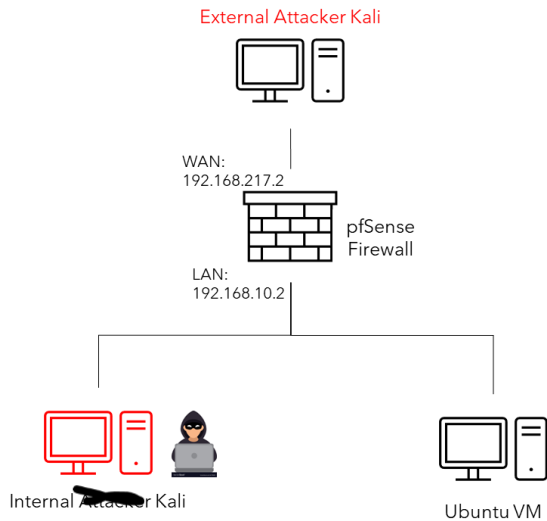 External Attacker Kali
WAN:
192.168.217.2
pfSense
Firewall
LAN:
192.168.10.2
Internal Attacker Kali
Ubuntu VM